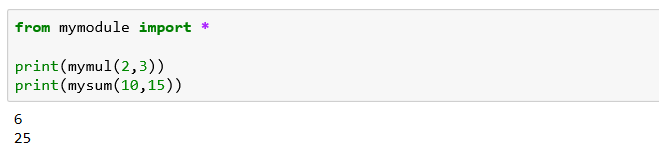 from mymodule import *
print(mymul(2,3))
print(mysum(10,15))
6
25